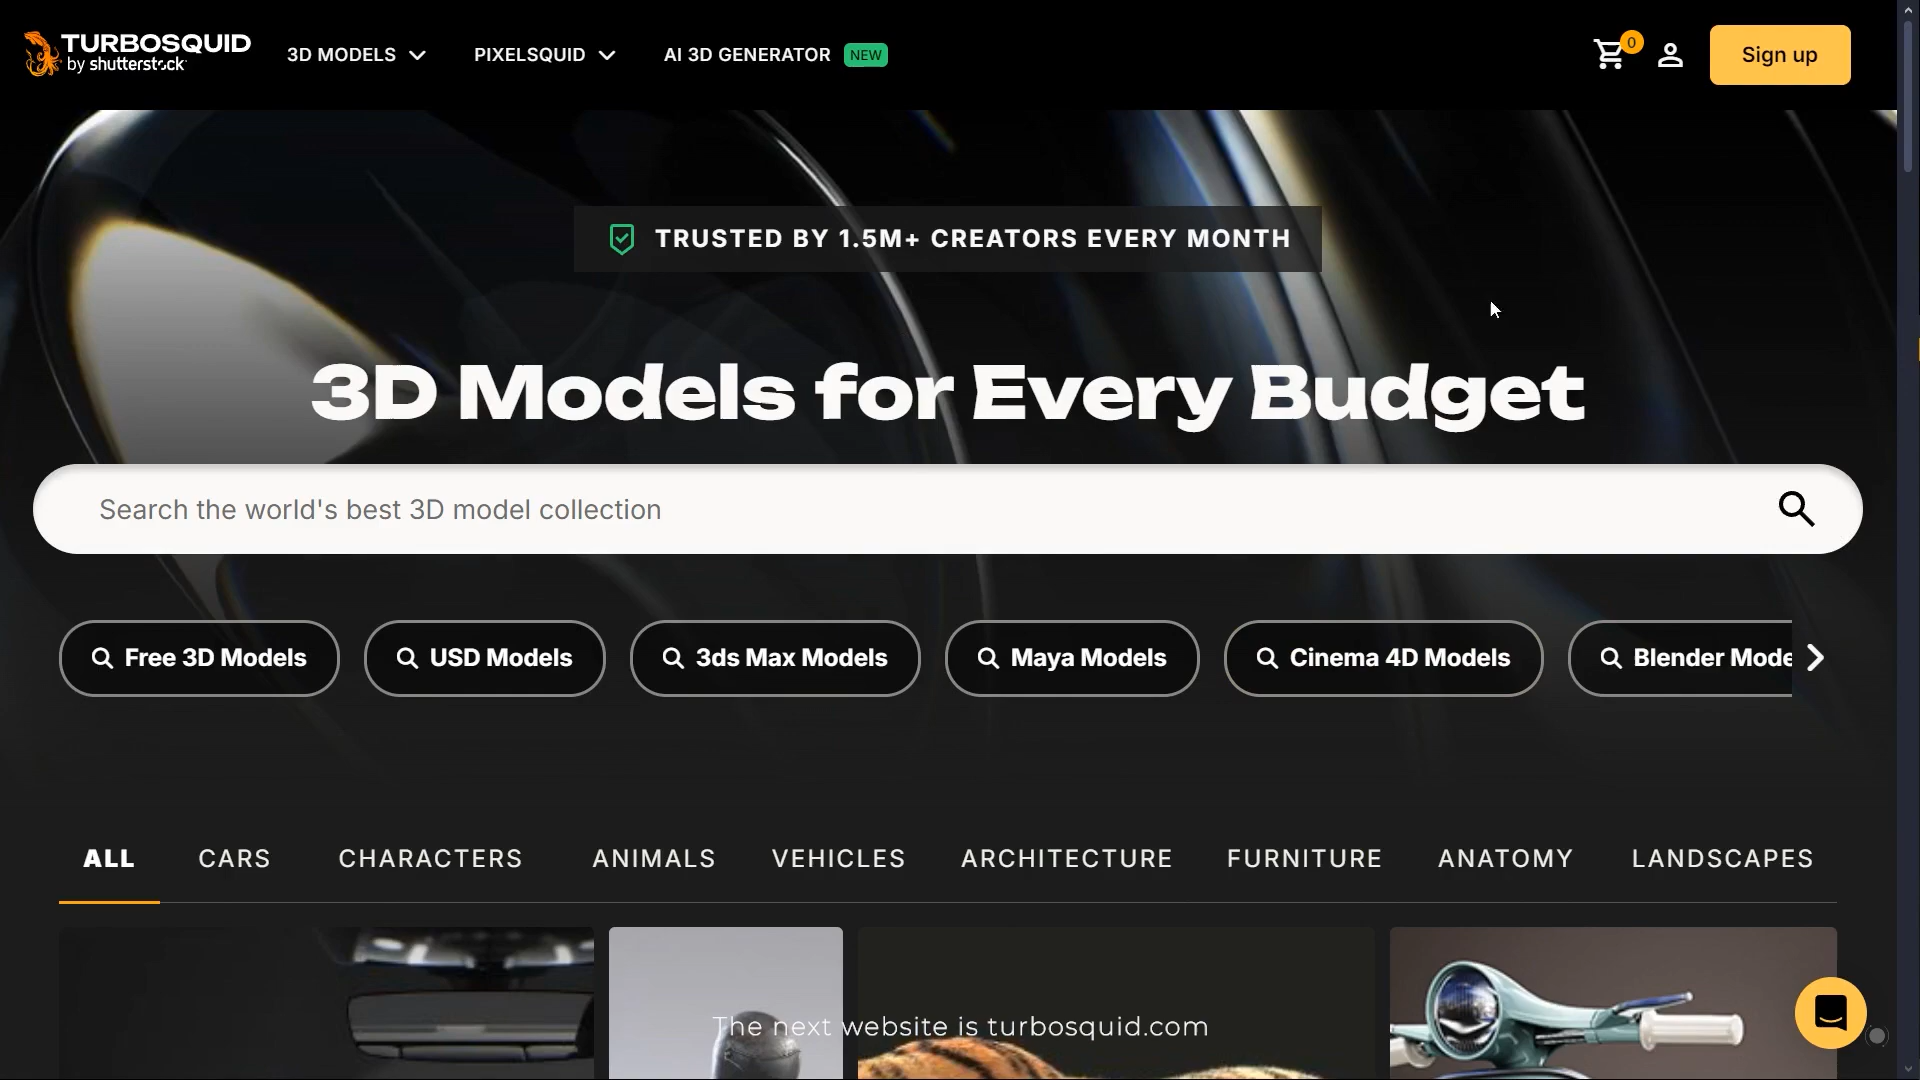 TURBOSQUID
by shutterstock
3D MODELS
PIXELSQUID
AI 3D GENERATOR
NEW
0
Sign up
TRUSTED BY 1.5M+ CREATORS EVERY MONTH
3D Models for Every Budget
Search the world's best 3D model collection
Free 3D Models
USD Models
3ds Max Models
Maya Models
Cinema 4D Models
Blender Mode
ALL
CARS
CHARACTERS
ANIMALS
VEHICLES
ARCHITECTURE
FURNITURE
ANATOMY
LANDSCAPES
The next website is turbosquid.com